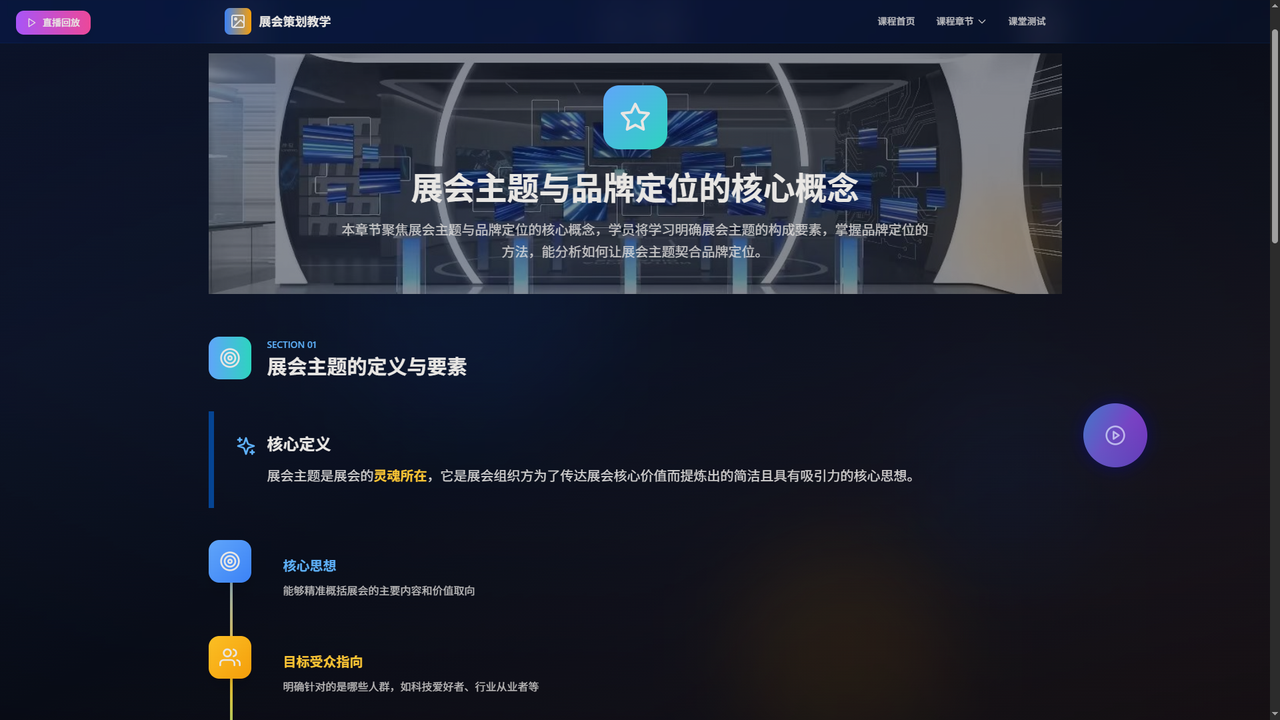 直播回放
展会策划教学
课程首页
课程章节
课堂测试
展会主题与品牌定位的核心概念
本章节聚焦展会主题与品牌定位的核心概念，学员将学习明确展会主题的构成要素，掌握品牌定位的
方法，能分析如何让展会主题契合品牌定位。
SECTION 01
展会主题的定义与要素
核心定义
展会主题是展会的灵魂所在，它是展会组织方为了传达展会核心价值而提炼出的简洁且具有吸引力的核心思想。
核心思想
能够精准概括展会的主要内容和价值取向
目标受众指向
明确针对的是哪些人群，如科技爱好者、行业从业者等